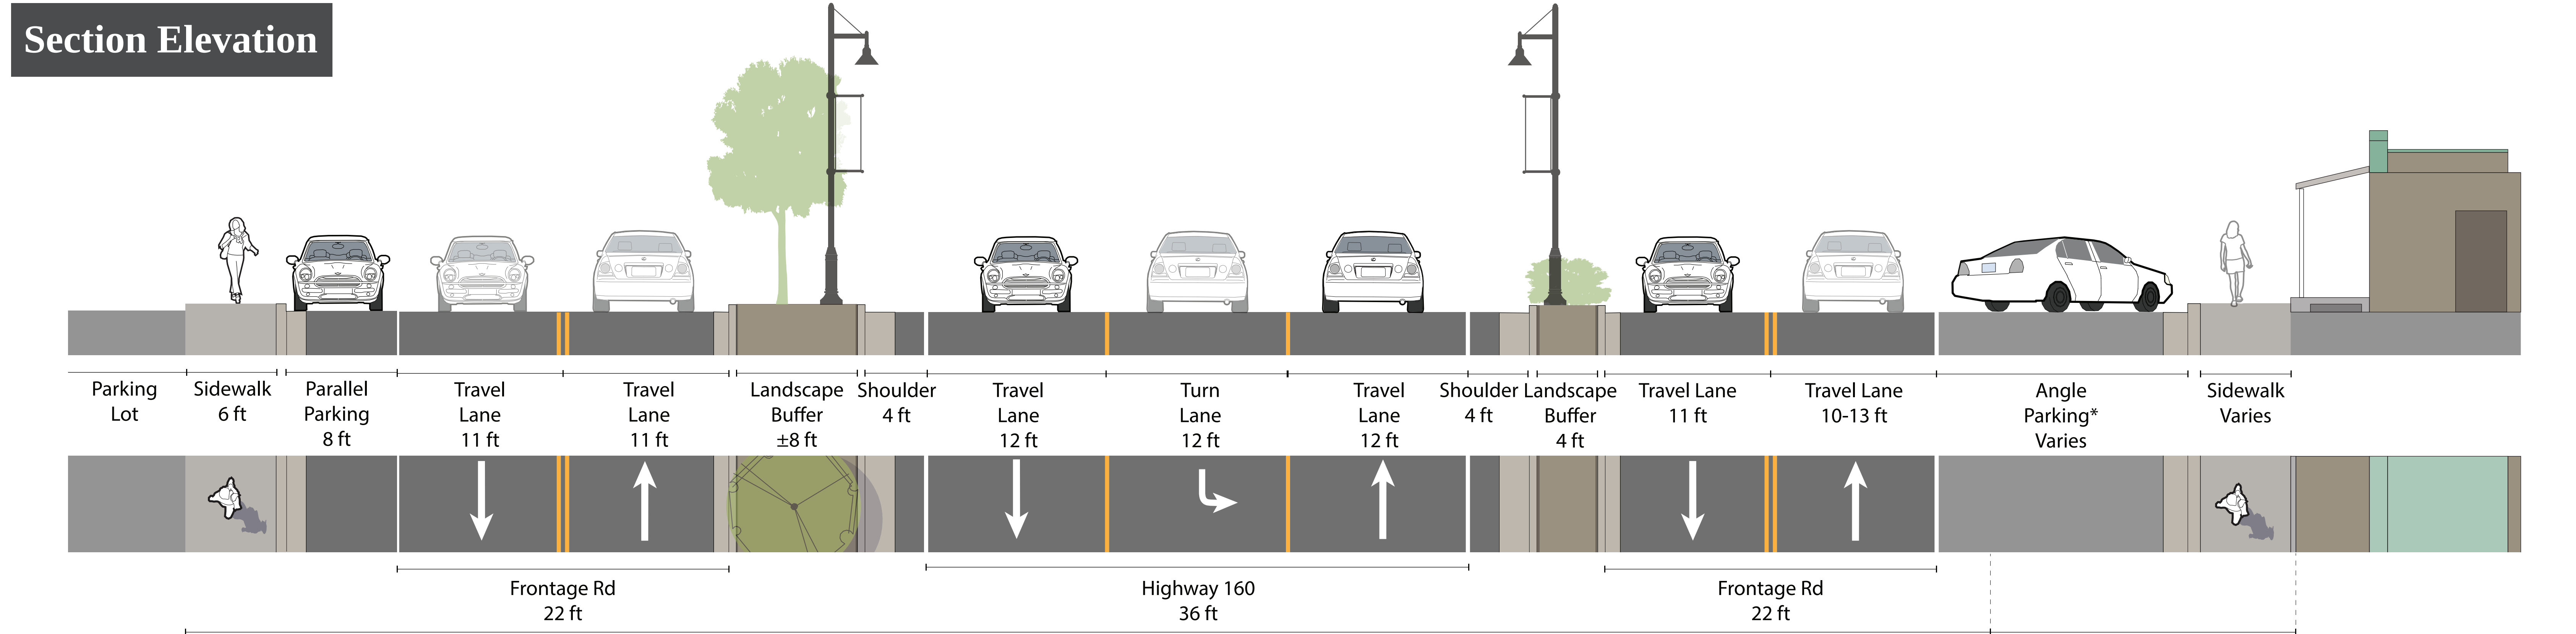 Section Elevation
Parking
Lot
Sidewalk
6 ft
Parallel
Parking
8 ft
Travel
Lane
11 ft
Travel
Lane
11 ft
Landscape
Buffer
±8 ft
Shoulder
4 ft
Travel
Lane
12 ft
Turn
Lane
12 ft
Travel
Lane
12 ft
Shoulder
4 ft
Landscape
Buffer
4 ft
Travel Lane
11 ft
Travel Lane
10-13 ft
Angle
Parking*
Varies
Sidewalk
Varies
Frontage Rd
22 ft
Highway 160
36 ft
Frontage Rd
22 ft